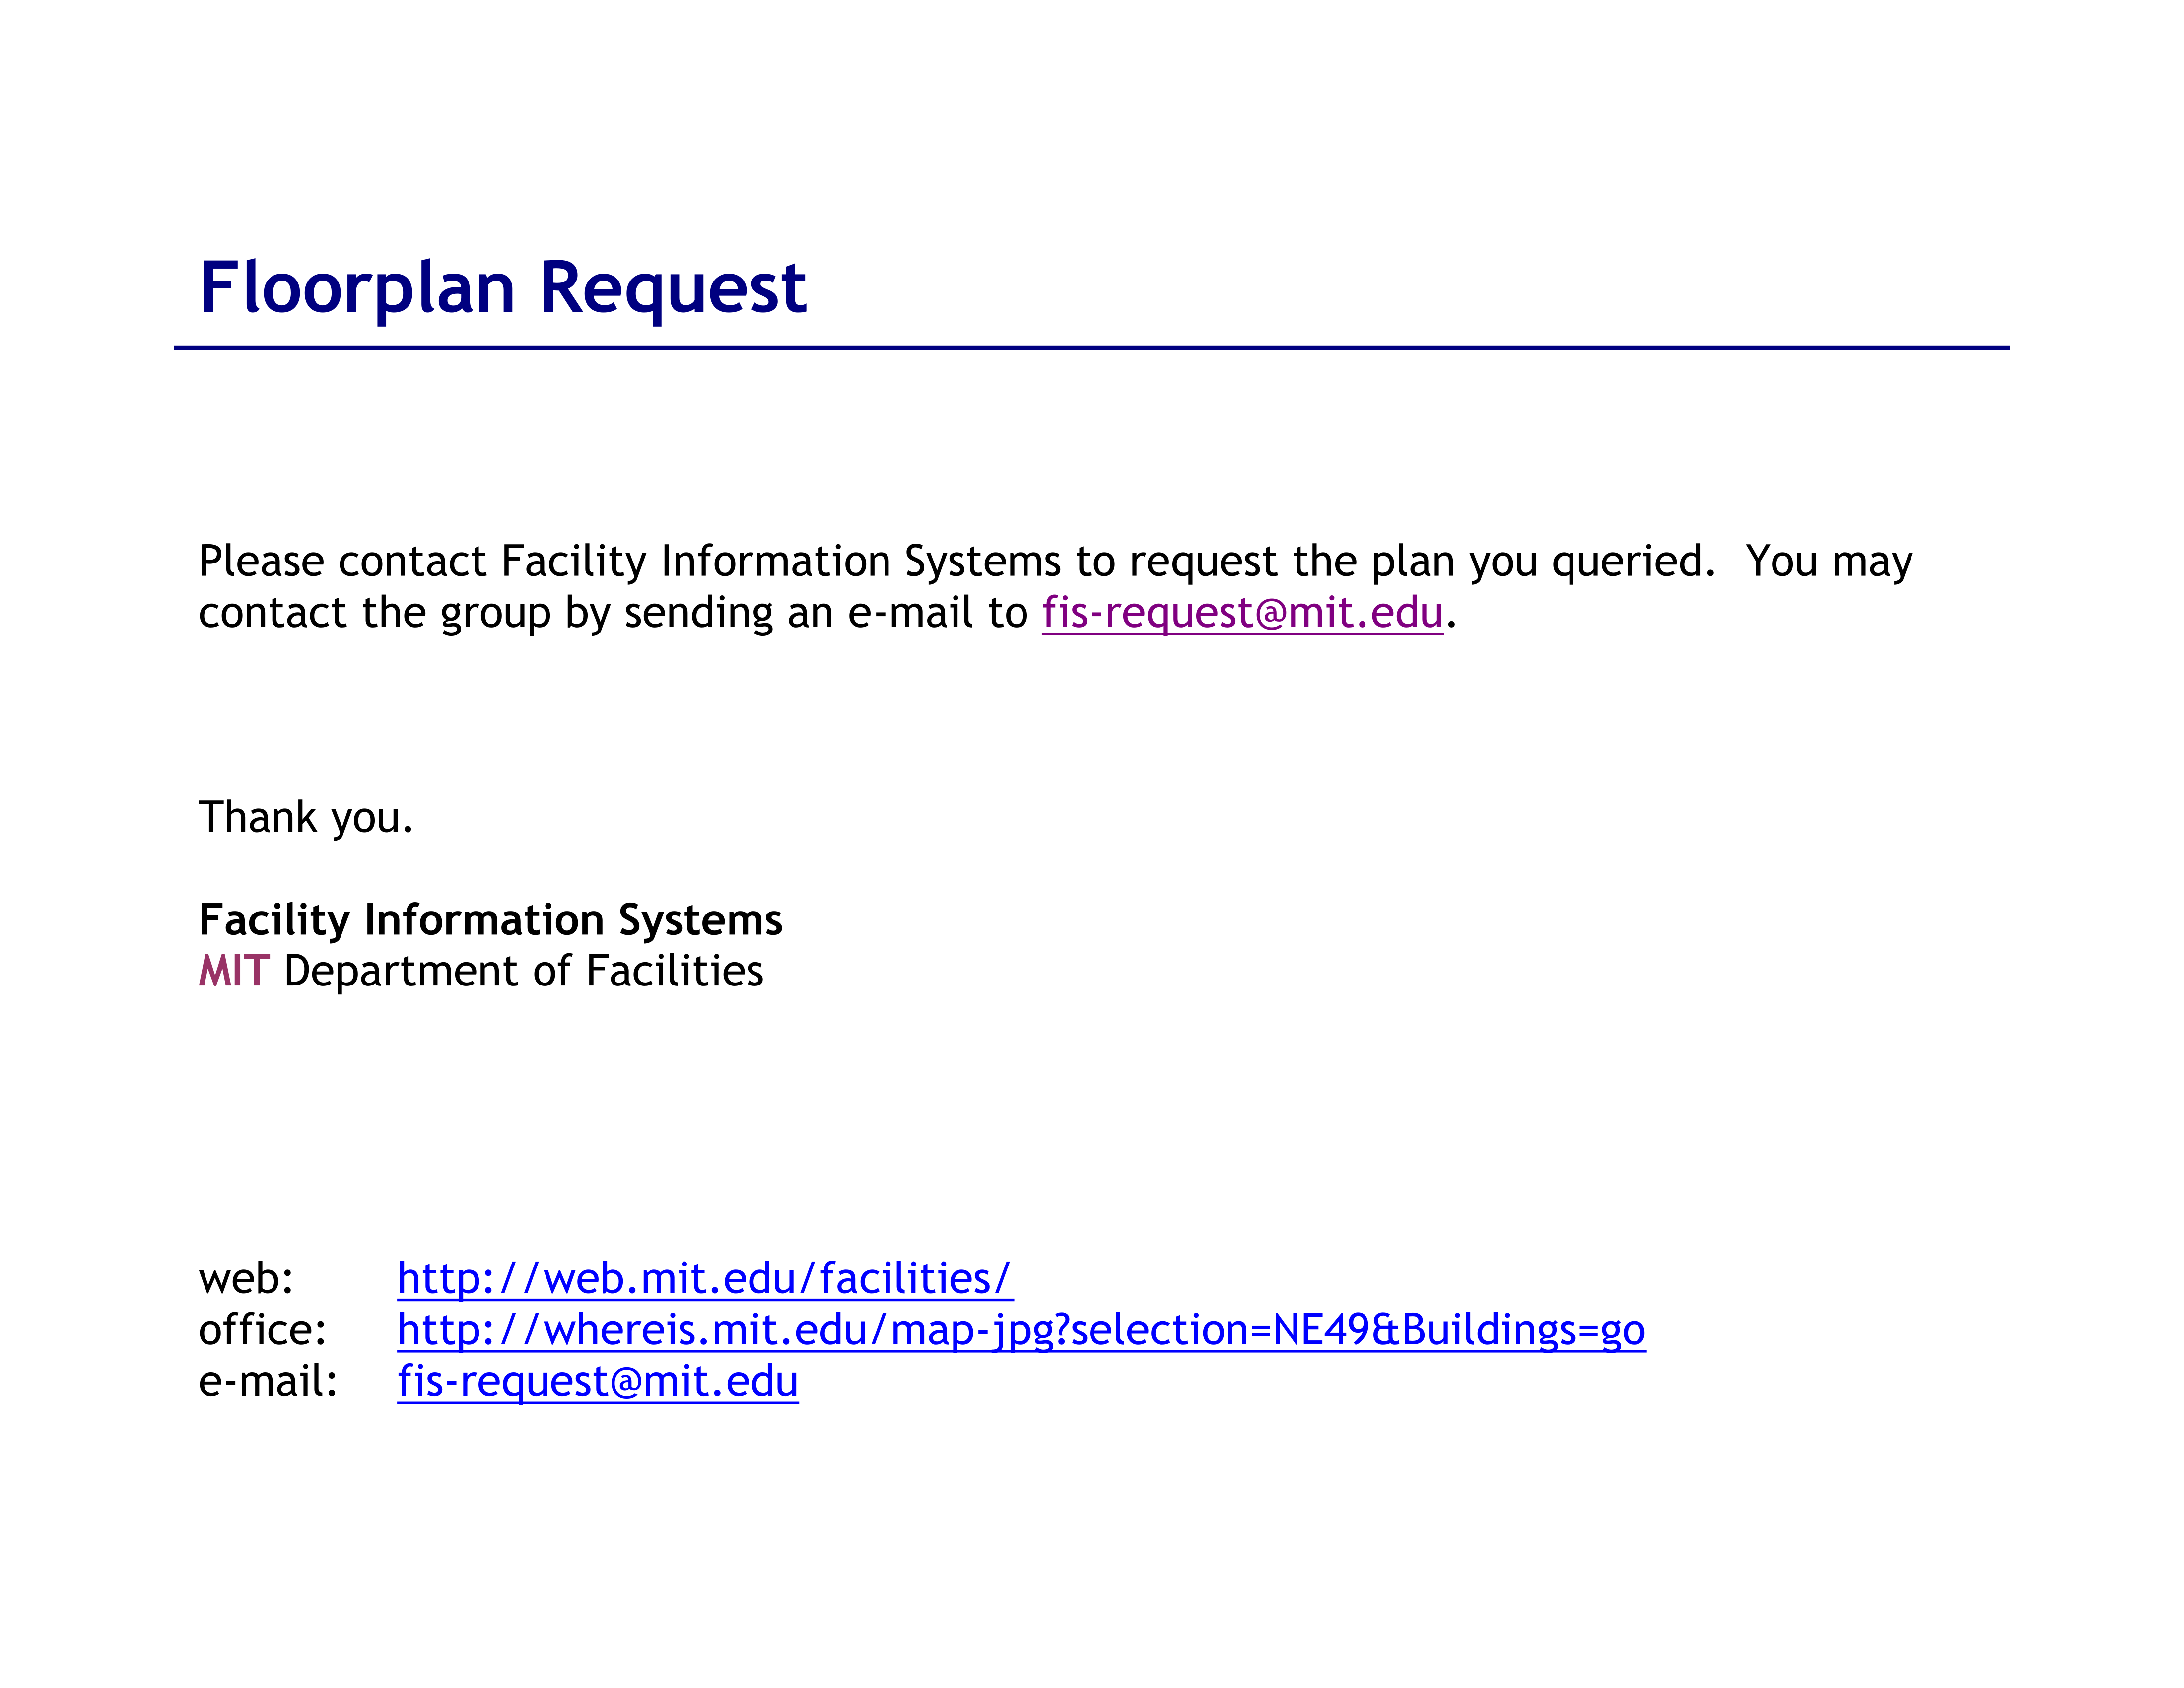 Floorplan Request
Please contact Facility Information Systems to request the plan you queried.  You may
contact the group by sending an e-mail to fis-request@mit.edu.
Thank you.
Facility Information Systems
MIT Department of Facilities
web: http://web.mit.edu/facilities/
office: http://whereis.mit.edu/map-jpg?selection=NE49&Buildings=go
e-mail: fis-request@mit.edu